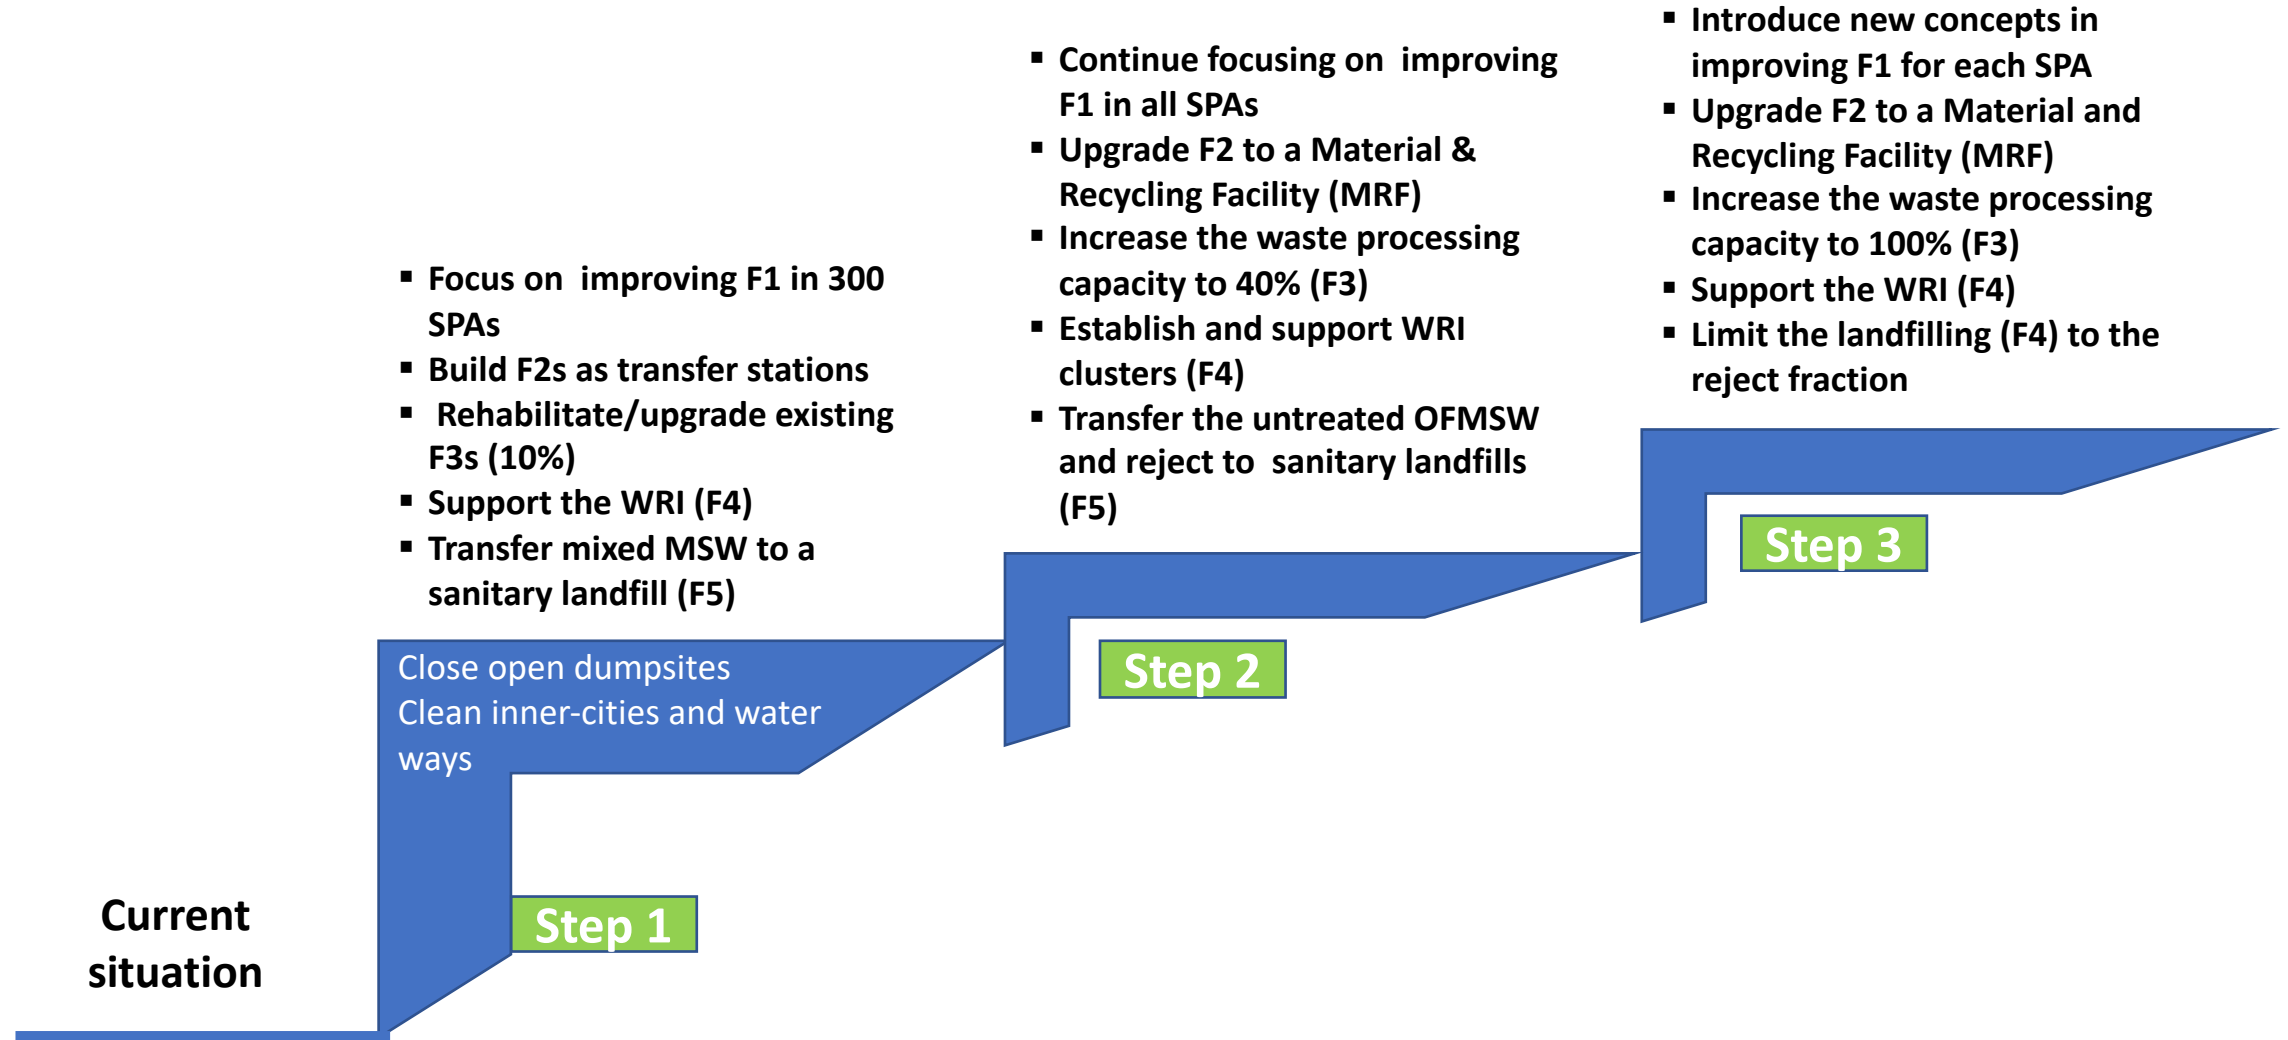 Current
situation
▪ Focus on improving F1 in 300
SPAs
▪ Build F2s as transfer stations
▪ Rehabilitate/upgrade existing
F3s (10%)
▪ Support the WRI (F4)
▪ Transfer mixed MSW to a
sanitary landfill (F5)
Close open dumpsites
Clean inner-cities and water
ways
Step 1
▪ Continue focusing on improving
F1 in all SPAs
▪ Upgrade F2 to a Material &
Recycling Facility (MRF)
▪ Increase the waste processing
capacity to 40% (F3)
▪ Establish and support WRI
clusters (F4)
▪ Transfer the untreated OFMSW
and reject to sanitary landfills
(F5)
Step 2
▪ Introduce new concepts in
improving F1 for each SPA
▪ Upgrade F2 to a Material and
Recycling Facility (MRF)
▪ Increase the waste processing
capacity to 100% (F3)
▪ Support the WRI (F4)
▪ Limit the landfilling (F4) to the
reject fraction
Step 3